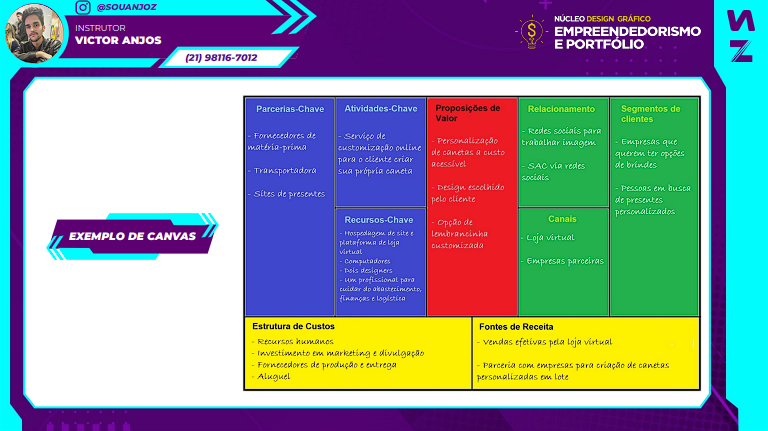 @SOUANJOZ
INSTRUTOR
VICTOR ANJOS
(21) 98116-7012
NÚCLEO DESIGN GRÁFICO
EMPREENDEDORISMO
E PORTFÓLIO
EXEMPLO DE CANVAS
Parcerias-Chave
- Fornecedores de
matéria-prima
- Transportadora
- Sites de presentes
Atividades-Chave
- Serviço de
customização online
para o cliente criar
sua própria caneta
Recursos-Chave
- Hospedagem de site e
plataforma de loja
virtual
- Computadores
- Dois designers
- Um profissional para
cuidar do abastecimento,
finanças e logística
Proposições de
Valor
- Personalização
de canetas a custo
acessível
- Design escolhido
pelo cliente
- Opção de
lembrancinha
customizada
Relacionamento
- Redes sociais para
trabalhar imagem
- SAC via redes
sociais
Canais
- Loja virtual
- Empresas parceiras
Segmentos de
clientes
- Empresas que
querem ter opções
de brindes
- Pessoas em busca
de presentes
personalizados
Estrutura de Custos
- Recursos humanos
- Investimento em marketing e divulgação
- Fornecedores de produção e entrega
- Aluguel
Fontes de Receita
- Vendas efetivas pela loja virtual
- Parceria com empresas para criação de canetas
personalizadas em lote